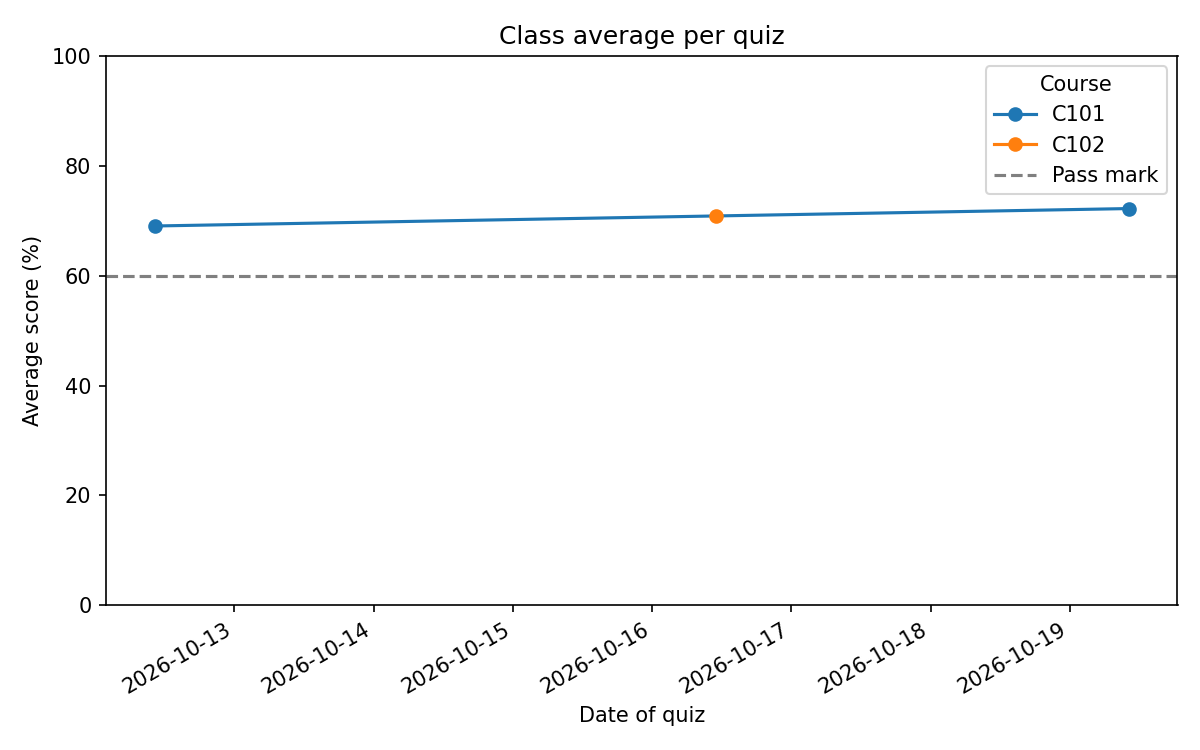 Class average per quiz
100
80
60
40
20
0
Average score (%)
Course
C101
C102
Pass mark
2026-10-13
2026-10-14
2026-10-15
2026-10-16
2026-10-17
2026-10-18
2026-10-19
Date of quiz